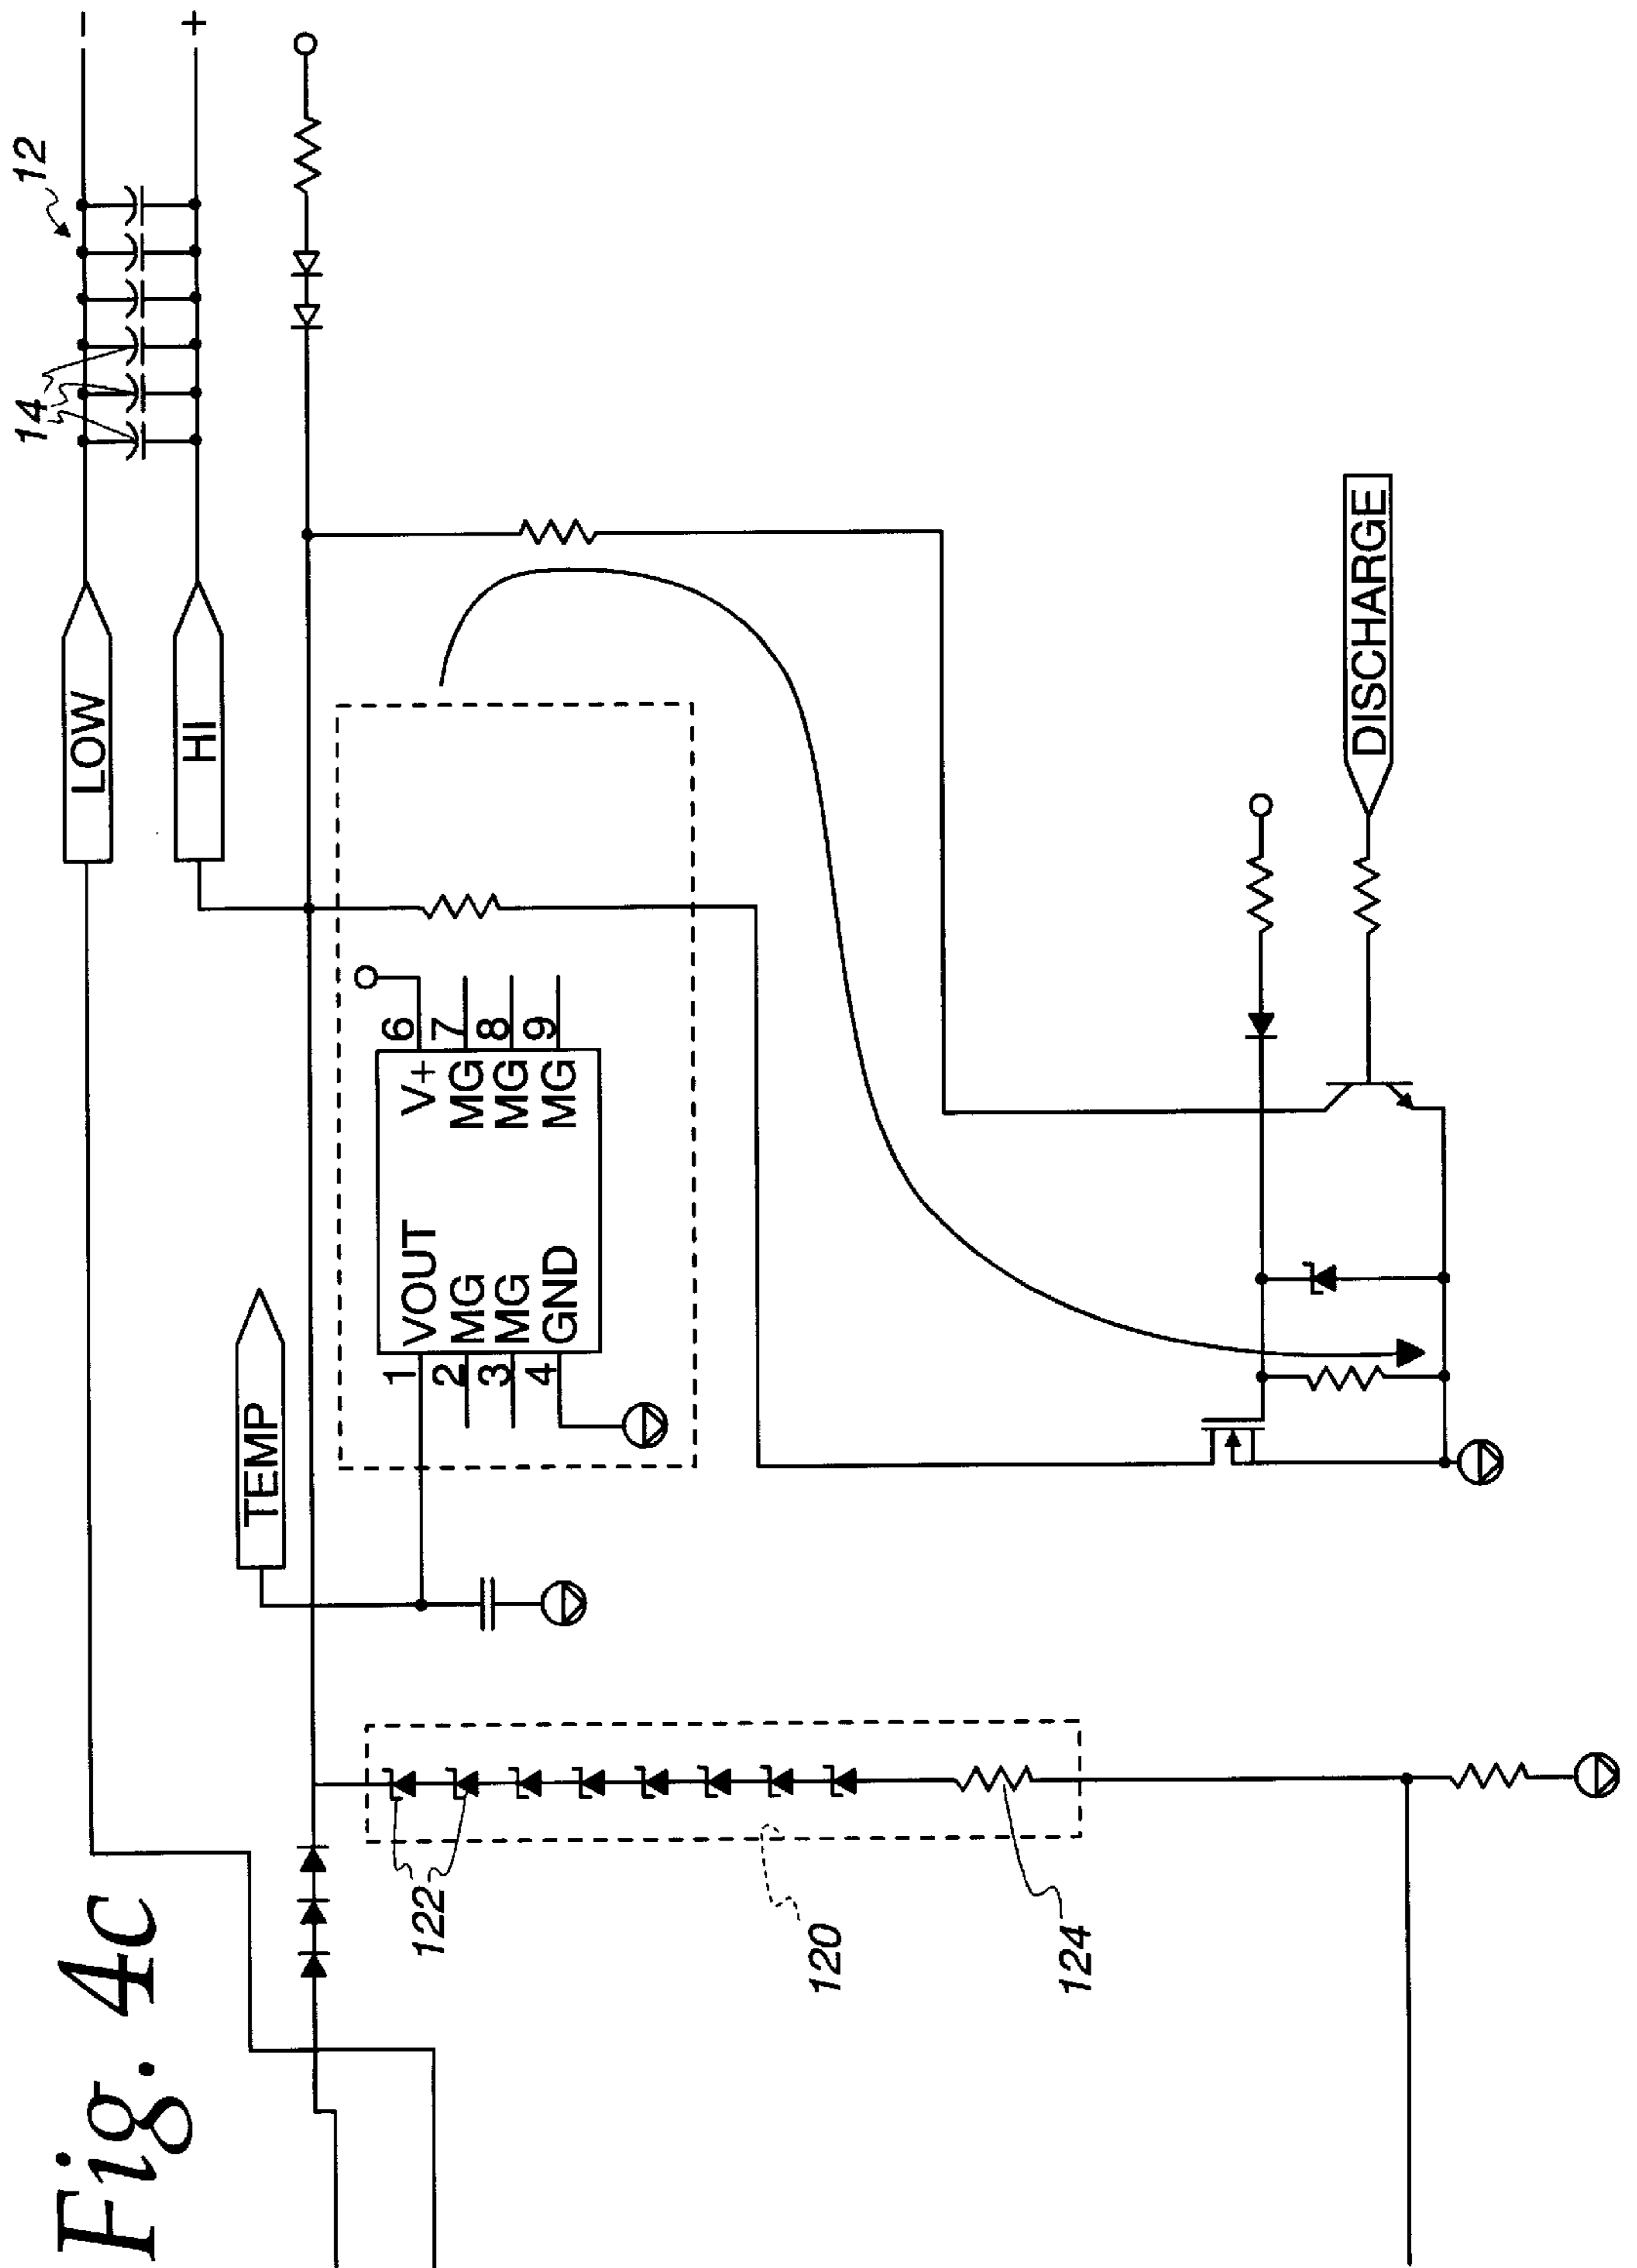 Fig. 4c
12
14
−
+
LOW
HI
TEMP
1 VOUT
2 MG
3 MG
4 GND
V+ 6
MG 7
MG 8
MG 9
DISCHARGE
122
120
124